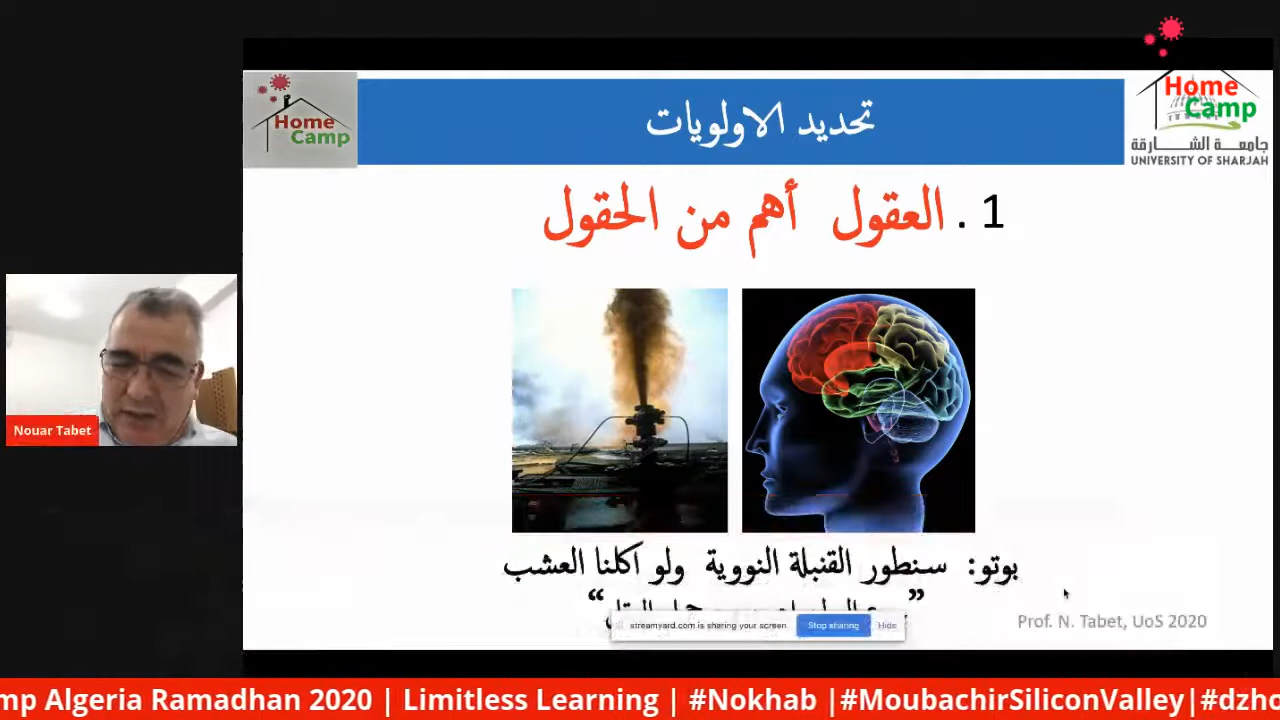 Home
Camp
تحديد الاولويات
Home
Camp
جامعة الشارقة
UNIVERSITY OF SHARJAH
1 . العقول أهم من الحقول
Nouar Tabet
بوتو: سنطور القنبلة النووية ولو أكلنا العشب
streamyard.com is sharing your screen.
Stop sharing
Hide
Prof. N. Tabet, UoS 2020
mp Algeria Ramadhan 2020 | Limitless Learning | #Nokhab |#MoubachirSiliconValley|#dzho